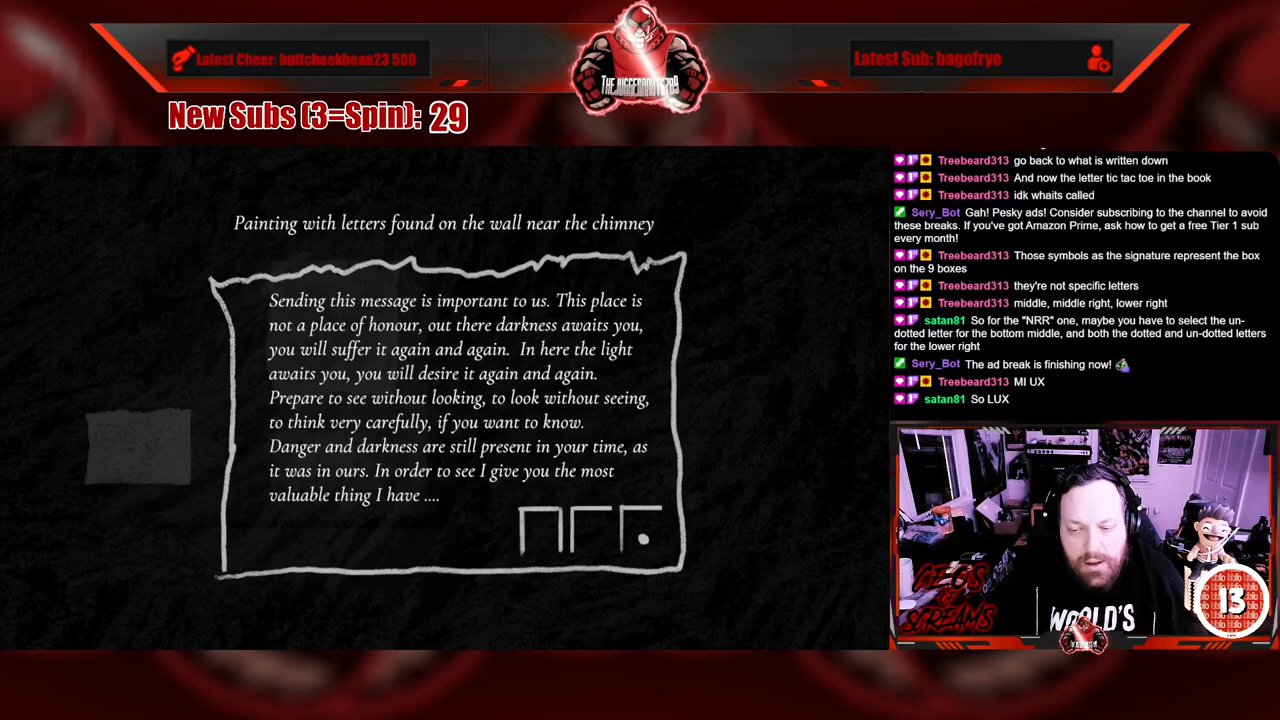 Latest Cheer: buttcheekbean23 500
Latest Sub: bagofrye
THEJUGGERNAUT6789
New Subs (3=Spin): 29
Painting with letters found on the wall near the chimney
Sending this message is important to us. This place is
not a place of honour, out there darkness awaits you,
you will suffer it again and again. In here the light
awaits you, you will desire it again and again.
Prepare to see without looking, to look without seeing,
to think very carefully, if you want to know.
Danger and darkness are still present in your time, as
it was in ours. In order to see I give you the most
valuable thing I have ....
Treebeard313 go back to what is written down
Treebeard313 And now the letter tic tac toe in the book
Treebeard313 idk whaits called
Sery_Bot Gah! Pesky ads! Consider subscribing to the channel to avoid
these breaks. If you've got Amazon Prime, ask how to get a free Tier 1 sub
every month!
Treebeard313 Those symbols as the signature represent the box
on the 9 boxes
Treebeard313 they're not specific letters
Treebeard313 middle, middle right, lower right
satan81 So for the "NRR" one, maybe you have to select the un-
dotted letter for the bottom middle, and both the dotted and un-dotted letters
for the lower right
Sery_Bot The ad break is finishing now!
Treebeard313 MI UX
satan81 So LUX
WORLD'S
SCREAMS
13